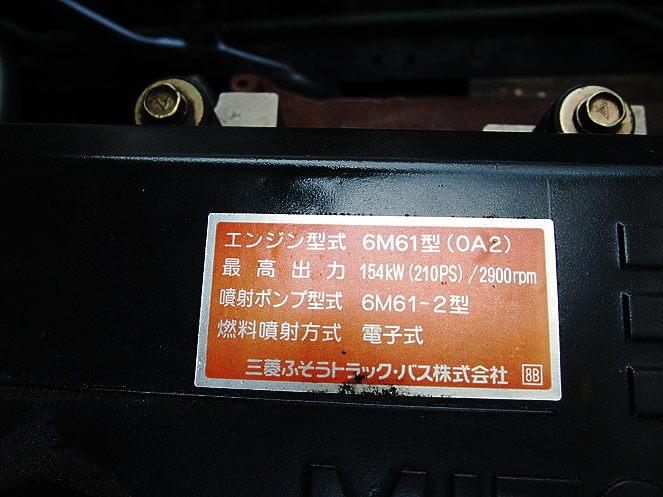 エンジン型式 6M61型(0A2)
最高出力 154kW(210PS)/2900rpm
噴射ポンプ型式 6M61-2型
燃料噴射方式 電子式
三菱ふそうトラック・バス株式会社 8B